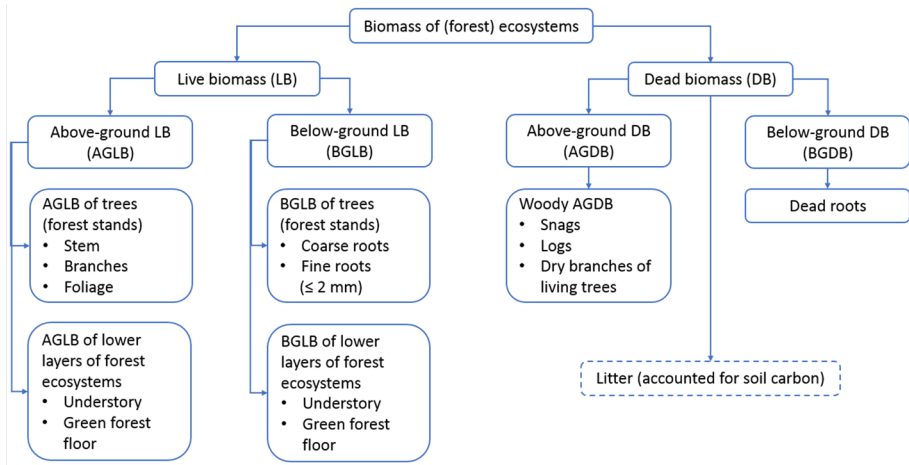 Biomass of (forest) ecosystems
Live biomass (LB)
Dead biomass (DB)
Above-ground LB
(AGLB)
Below-ground LB
(BGLB)
Above-ground DB
(AGDB)
Below-ground DB
(BGDB)
AGLB of trees
(forest stands)
• Stem
• Branches
• Foliage
BGLB of trees
(forest stands)
• Coarse roots
• Fine roots
(≤ 2 mm)
Woody AGDB
• Snags
• Logs
• Dry branches of
living trees
Dead roots
AGLB of lower
layers of forest
ecosystems
• Understory
• Green forest
floor
BGLB of lower
layers of forest
ecosystems
• Understory
• Green forest
floor
Litter (accounted for soil carbon)